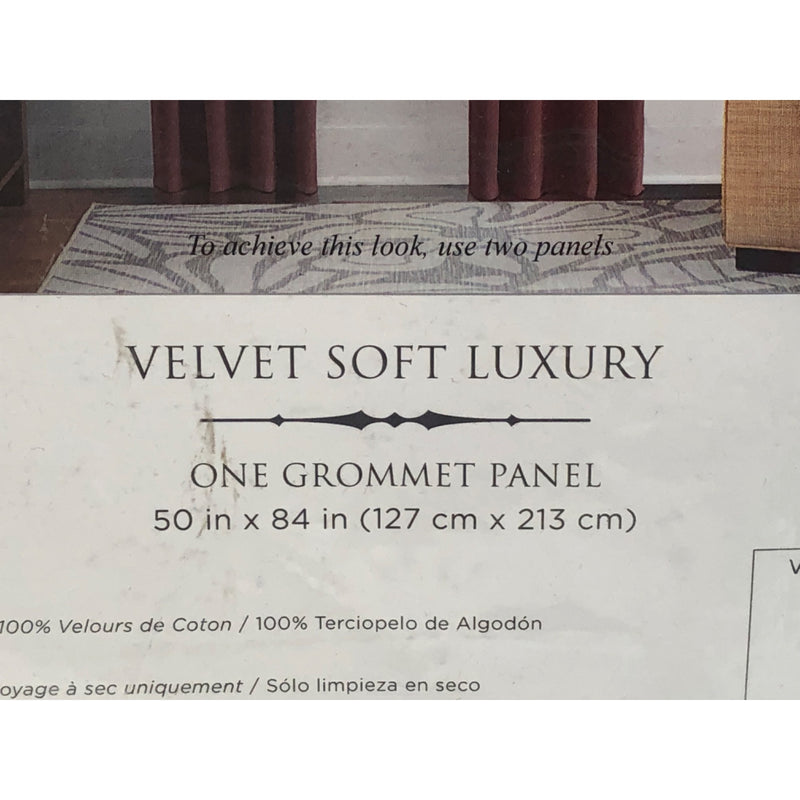 To achieve this look, use two panels
VELVET SOFT LUXURY
ONE GROMMET PANEL
50 in x 84 in (127 cm x 213 cm)
100% Velours de Coton / 100% Terciopelo de Algodón
à sec uniquement / Sólo limpieza en seco